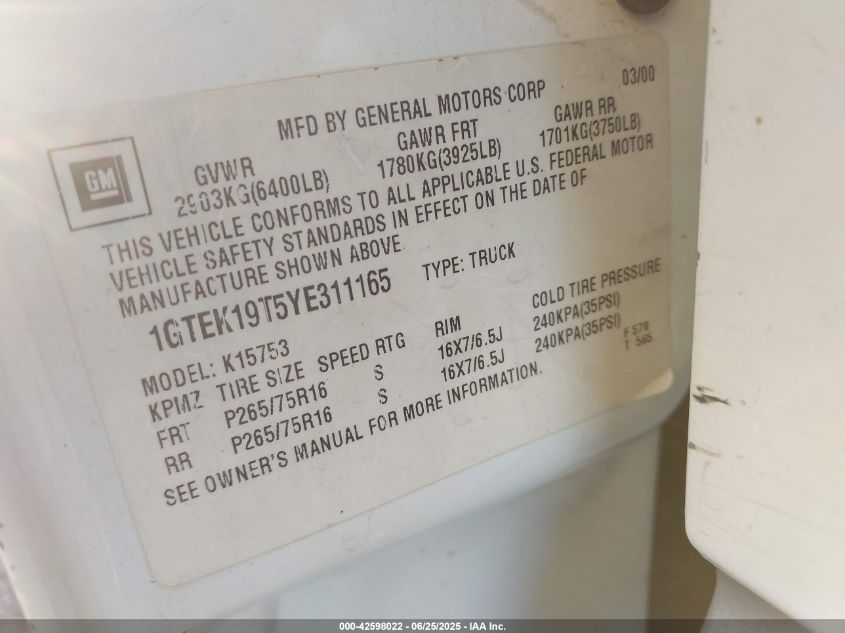 03/00
MFD BY GENERAL MOTORS CORP
GM
GVWR GAWR FRT GAWR RR
2903KG(6400LB) 1780KG(3925LB) 1701KG(3750LB)
THIS VEHICLE CONFORMS TO ALL APPLICABLE U.S. FEDERAL MOTOR
VEHICLE SAFETY STANDARDS IN EFFECT ON THE DATE OF
MANUFACTURE SHOWN ABOVE
1GTEK19T5YE311165 TYPE: TRUCK
MODEL: K15753
KPMZ TIRE SIZE SPEED RTG RIM COLD TIRE PRESSURE
FRT P265/75R16 S 16X7/6.5J 240KPA(35PSI)
RR P265/75R16 S 16X7/6.5J 240KPA(35PSI)
F 570
T 565
SEE OWNER'S MANUAL FOR MORE INFORMATION.
000-42598022 - 06/25/2025 - IAA Inc.